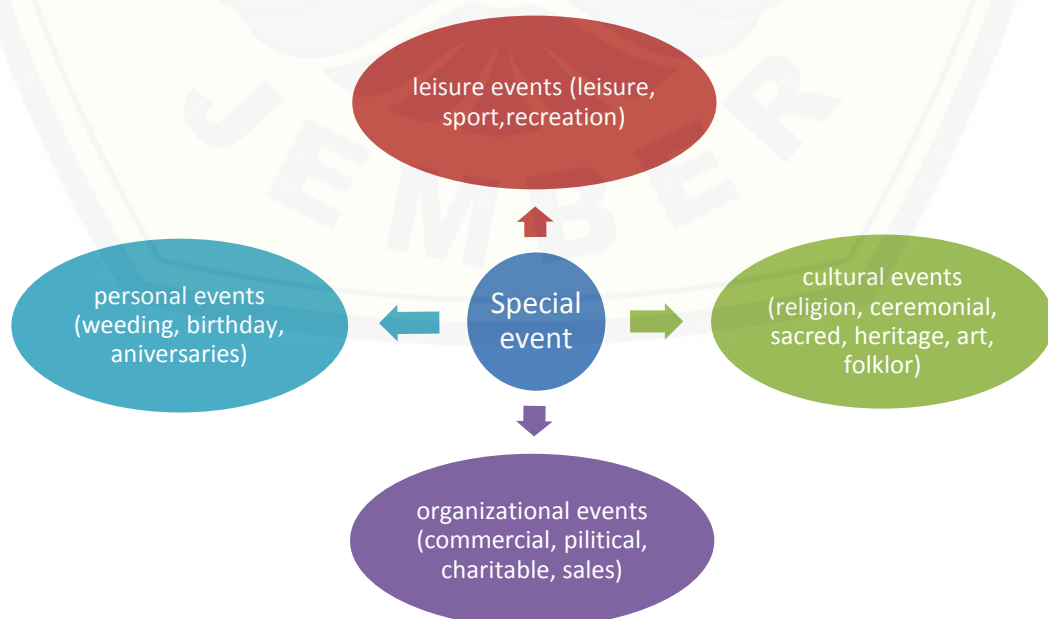 leisure events (leisure,
sport,recreation)
JEMBER
personal events
(weeding, birthday,
aniversaries)
Special
event
cultural events
(religion, ceremonial,
sacred, heritage, art,
folklor)
organizational events
(commercial, pilitical,
charitable, sales)